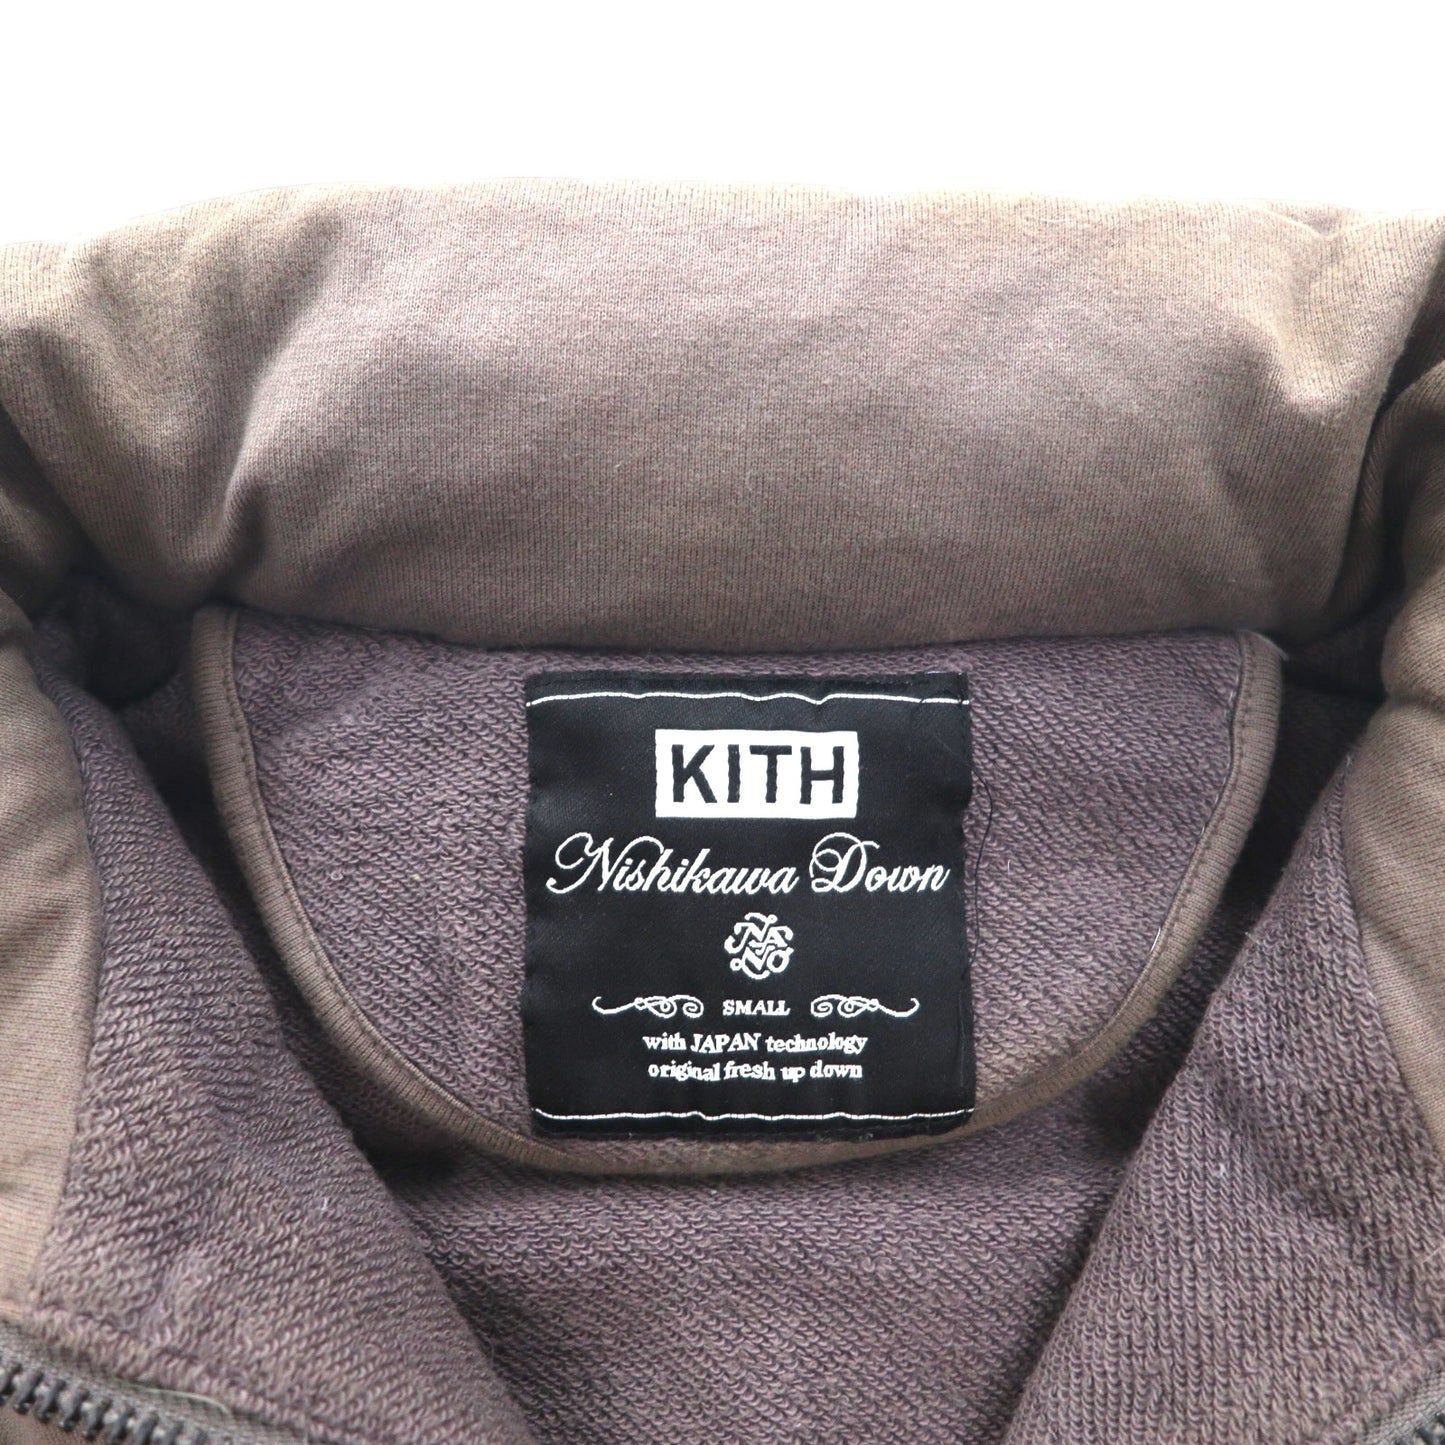 KITH
Nishikawa Down
SMALL
with JAPAN technology
original fresh up down